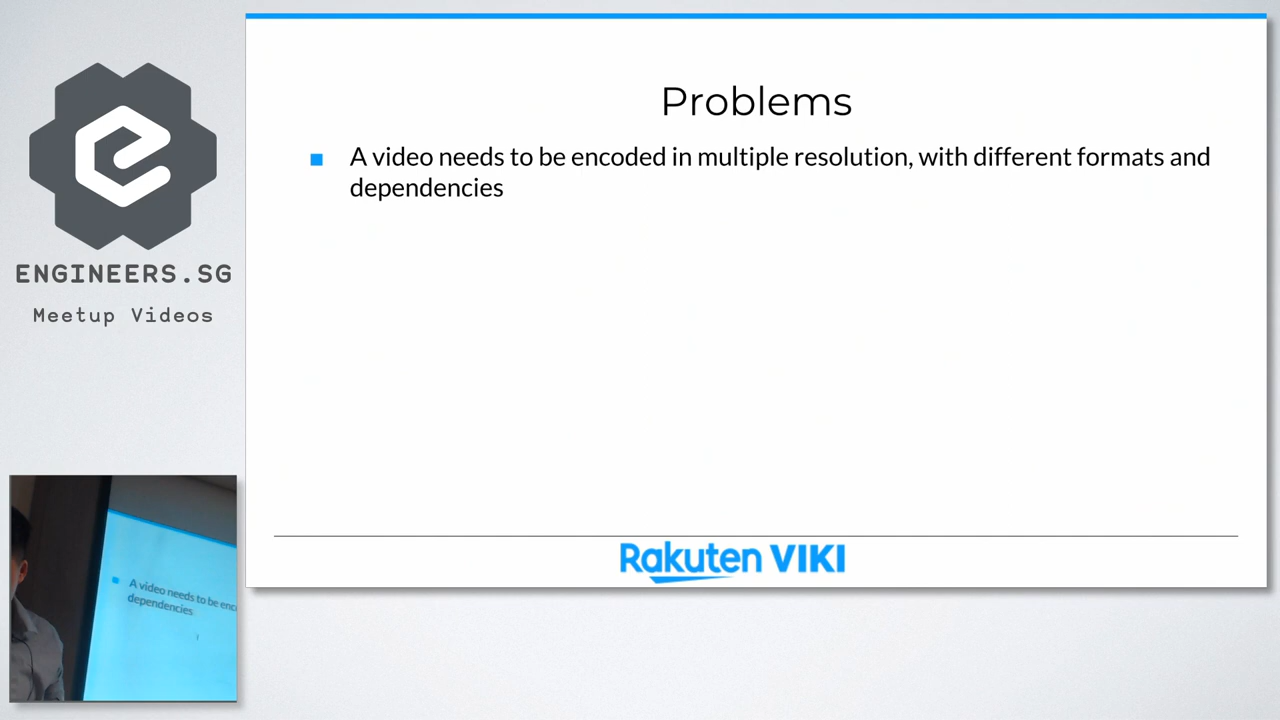 Problems
A video needs to be encoded in multiple resolution, with different formats and
dependencies
ENGINEERS.SG
Meetup Videos
A video needs to be enc
dependencies
Rakuten VIKI